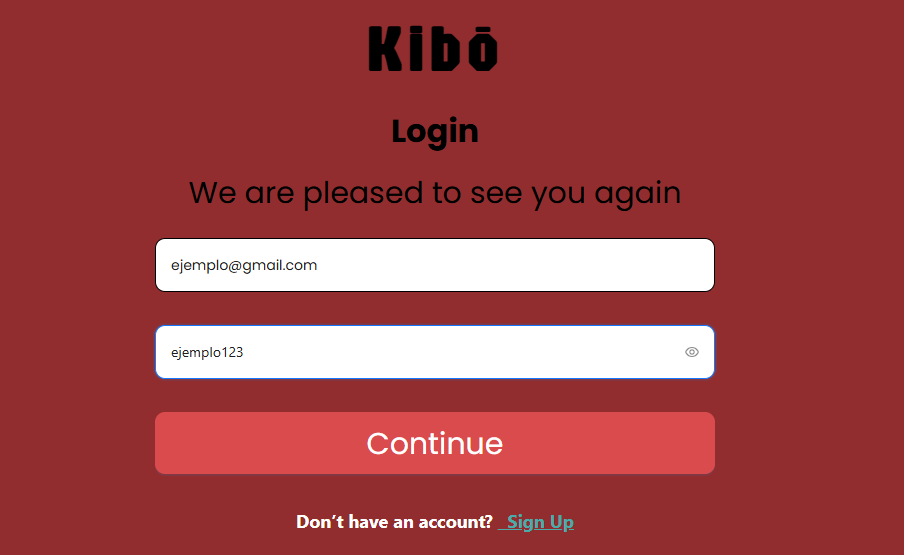 Kibō
Login
We are pleased to see you again
ejemplo@gmail.com
ejemplo123
Continue
Don’t have an account? Sign Up